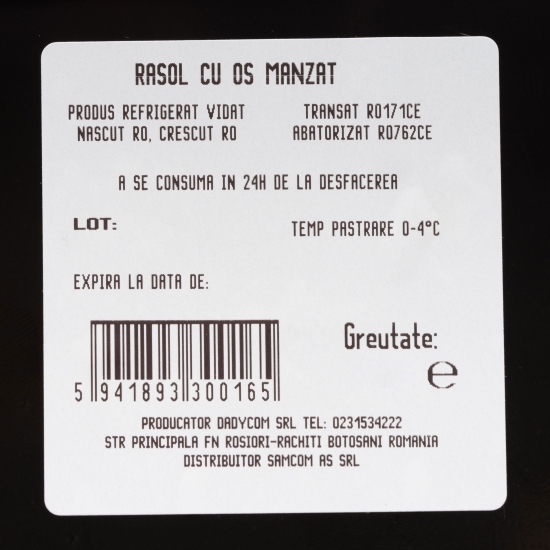 RASOL CU OS MANZAT
PRODUS REFRIGERAT VIDAT
NASCUT RO, CRESCUT RO
TRANSAT RO171CE
ABATORIZAT RO762CE
A SE CONSUMA IN 24H DE LA DESFACEREA
LOT:
TEMP PASTRARE 0-4°C
EXPIRA LA DATA DE:
Greutate:
℮
5 941893 300165
PRODUCATOR DADYCOM SRL TEL: 0231534222
STR PRINCIPALA FN ROSIORI-RACHITI BOTOSANI ROMANIA
DISTRIBUITOR SAMCOM AS SRL